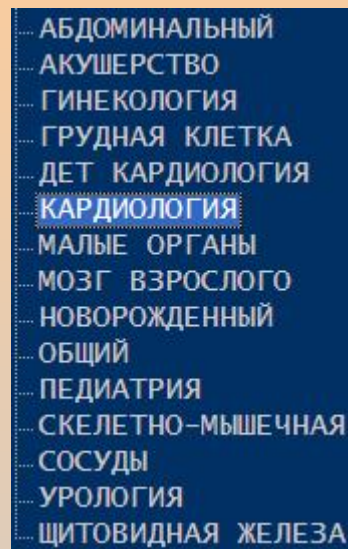 АБДОМИНАЛЬНЫЙ
АКУШЕРСТВО
ГИНЕКОЛОГИЯ
ГРУДНАЯ КЛЕТКА
ДЕТ КАРДИОЛОГИЯ
КАРДИОЛОГИЯ
МАЛЫЕ ОРГАНЫ
МОЗГ ВЗРОСЛОГО
НОВОРОЖДЕННЫЙ
ОБЩИЙ
ПЕДИАТРИЯ
СКЕЛЕТНО-МЫШЕЧНАЯ
СОСУДЫ
УРОЛОГИЯ
ЩИТОВИДНАЯ ЖЕЛЕЗА